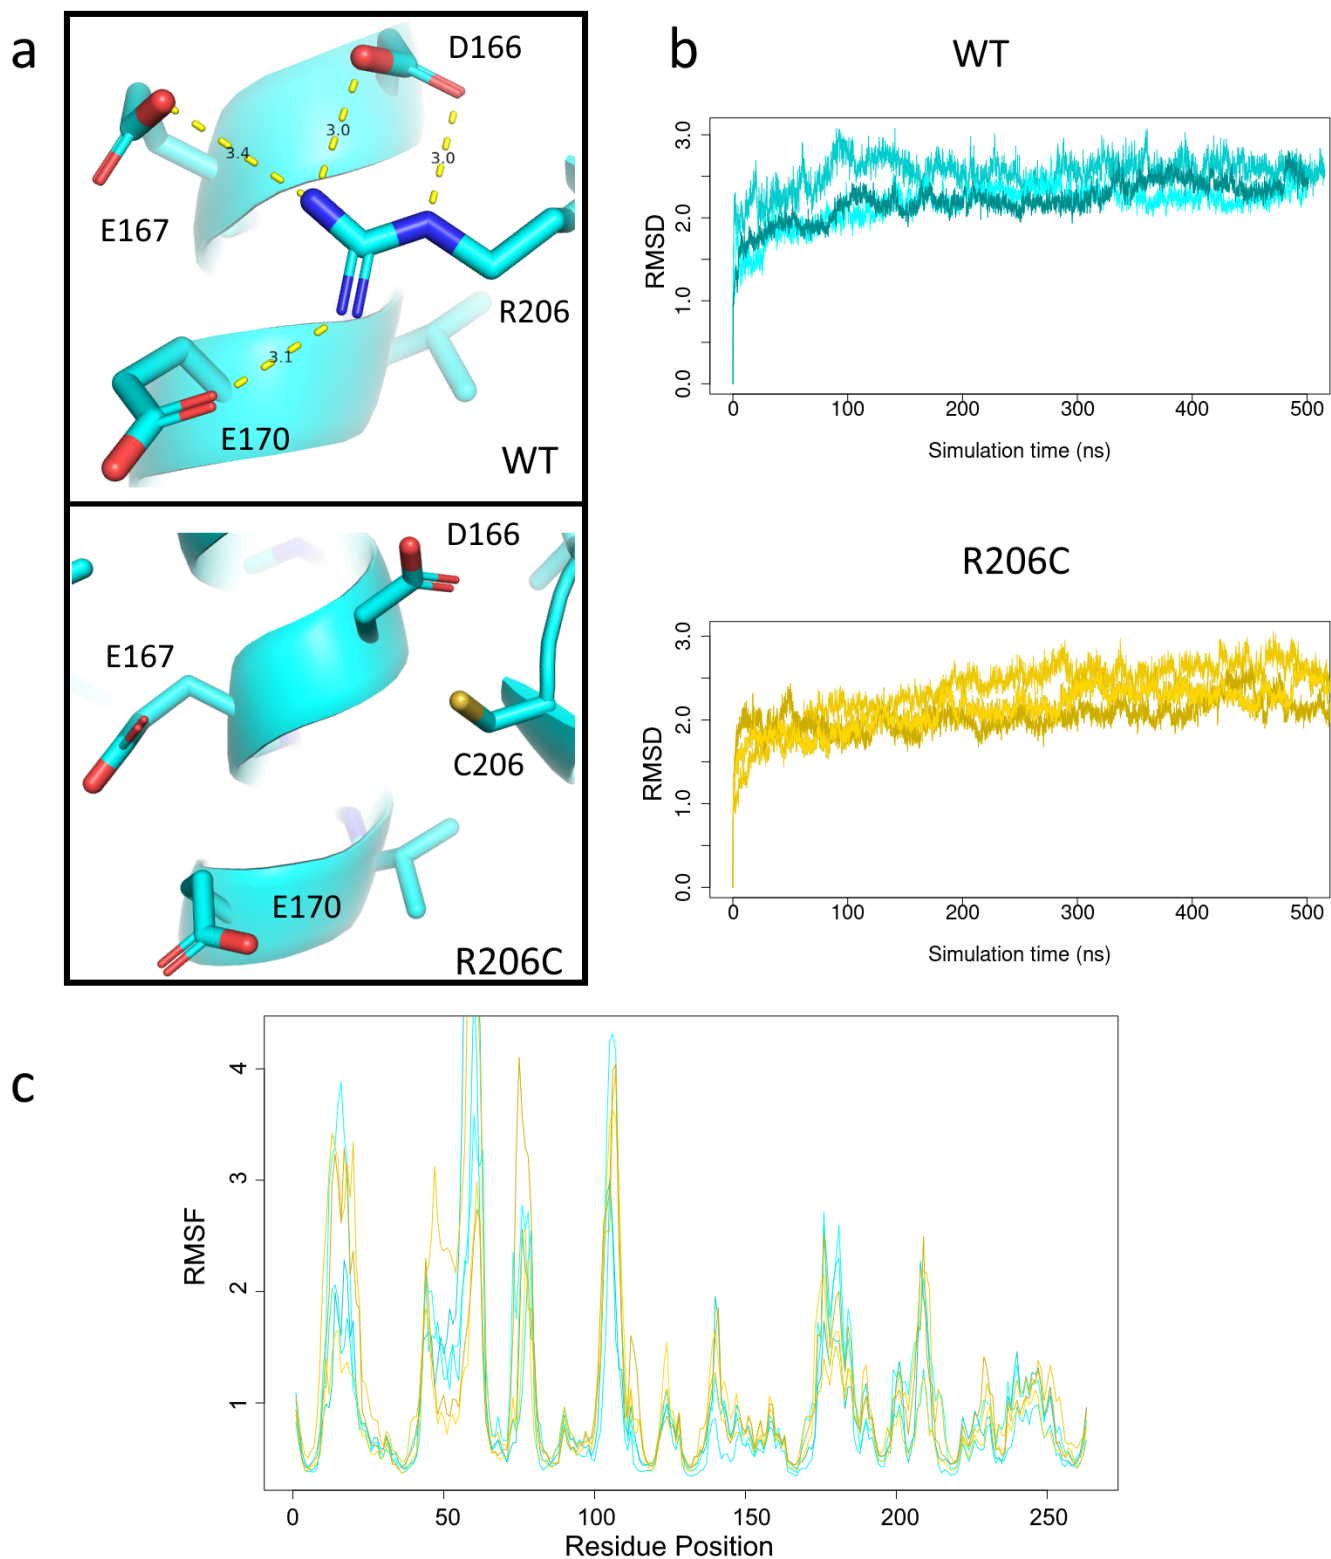 a
D166
3.0
3.4
3.0
E167
R206
3.1
E170
WT
D166
E167
C206
E170
R206C
b
WT
RMSD
0.0 1.0 2.0 3.0
0 100 200 300 400 500
Simulation time (ns)
R206C
RMSD
0.0 1.0 2.0 3.0
0 100 200 300 400 500
Simulation time (ns)
c
RMSF
1 2 3 4
0 50 100 150 200 250
Residue Position